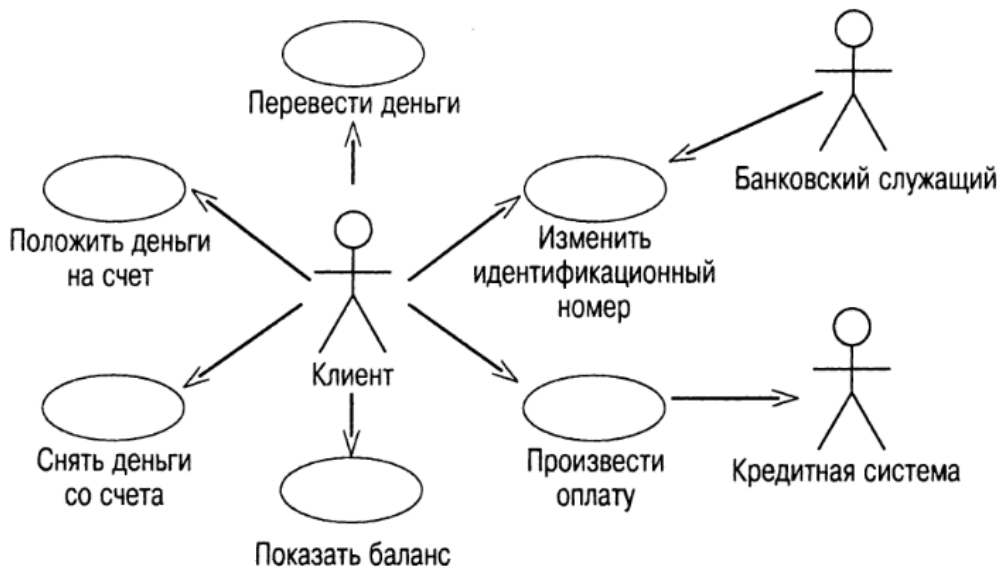 Перевести деньги
Банковский служащий
Положить деньги
на счет
Изменить
идентификационный
номер
Клиент
Снять деньги
со счета
Произвести
оплату
Кредитная система
Показать баланс